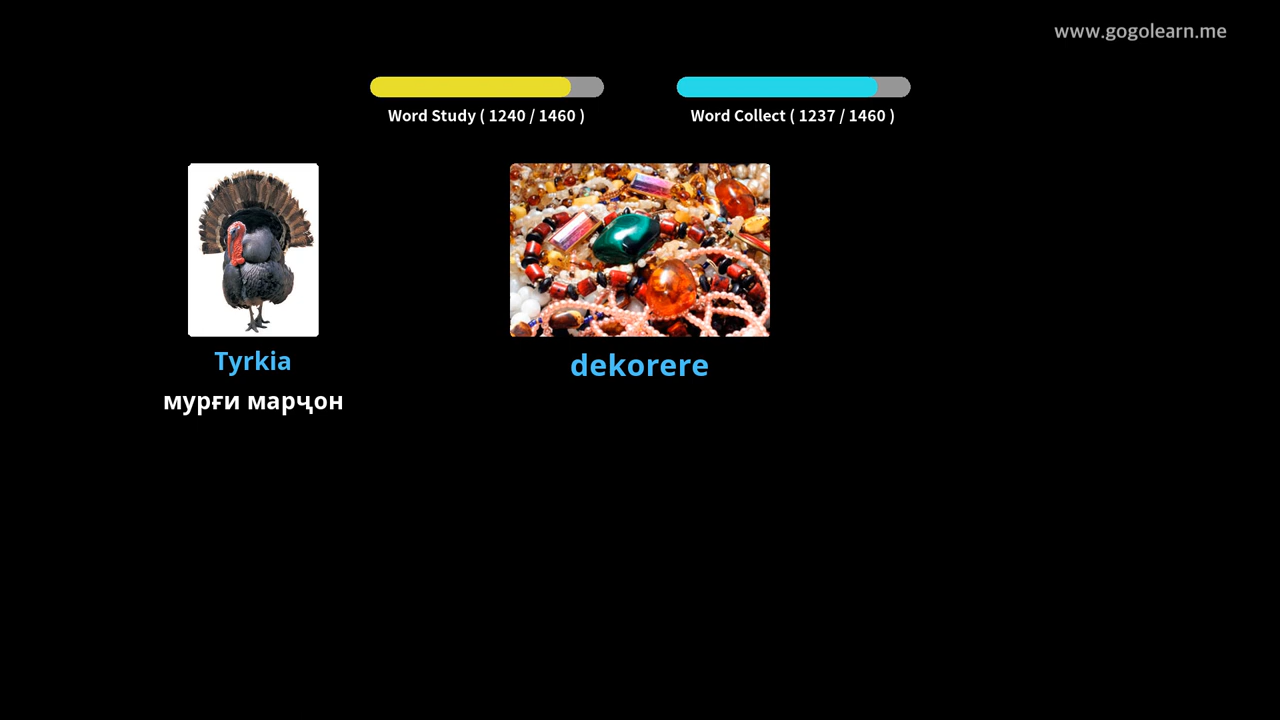 www.gogolearn.me
Word Study ( 1240 / 1460 )
Word Collect ( 1237 / 1460 )
Tyrkia
мурғи марҷон
dekorere